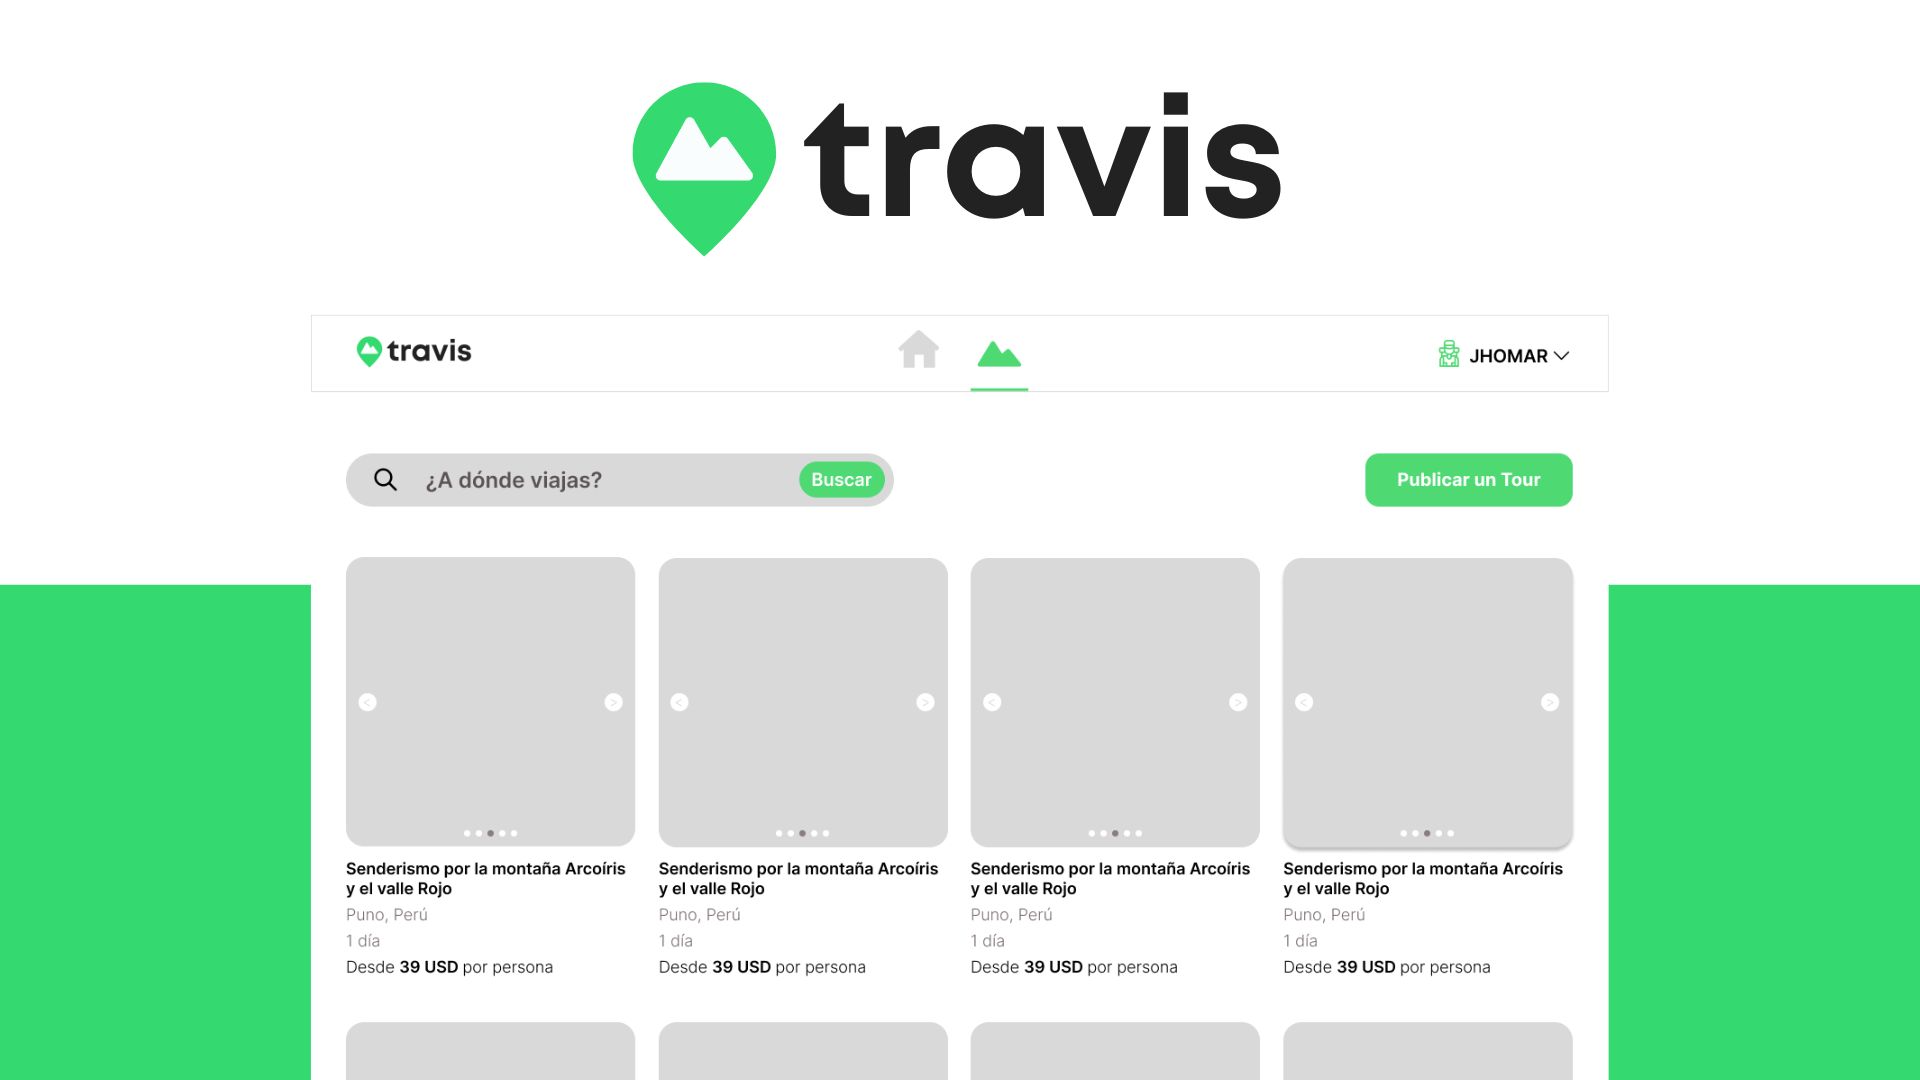 travis
travis
JHOMAR
¿A dónde viajas?
Buscar
Publicar un Tour
< > < > < > < >
Senderismo por la montaña Arcoíris
y el valle Rojo
Puno, Perú
1 día
Desde 39 USD por persona
Senderismo por la montaña Arcoíris
y el valle Rojo
Puno, Perú
1 día
Desde 39 USD por persona
Senderismo por la montaña Arcoíris
y el valle Rojo
Puno, Perú
1 día
Desde 39 USD por persona
Senderismo por la montaña Arcoíris
y el valle Rojo
Puno, Perú
1 día
Desde 39 USD por persona